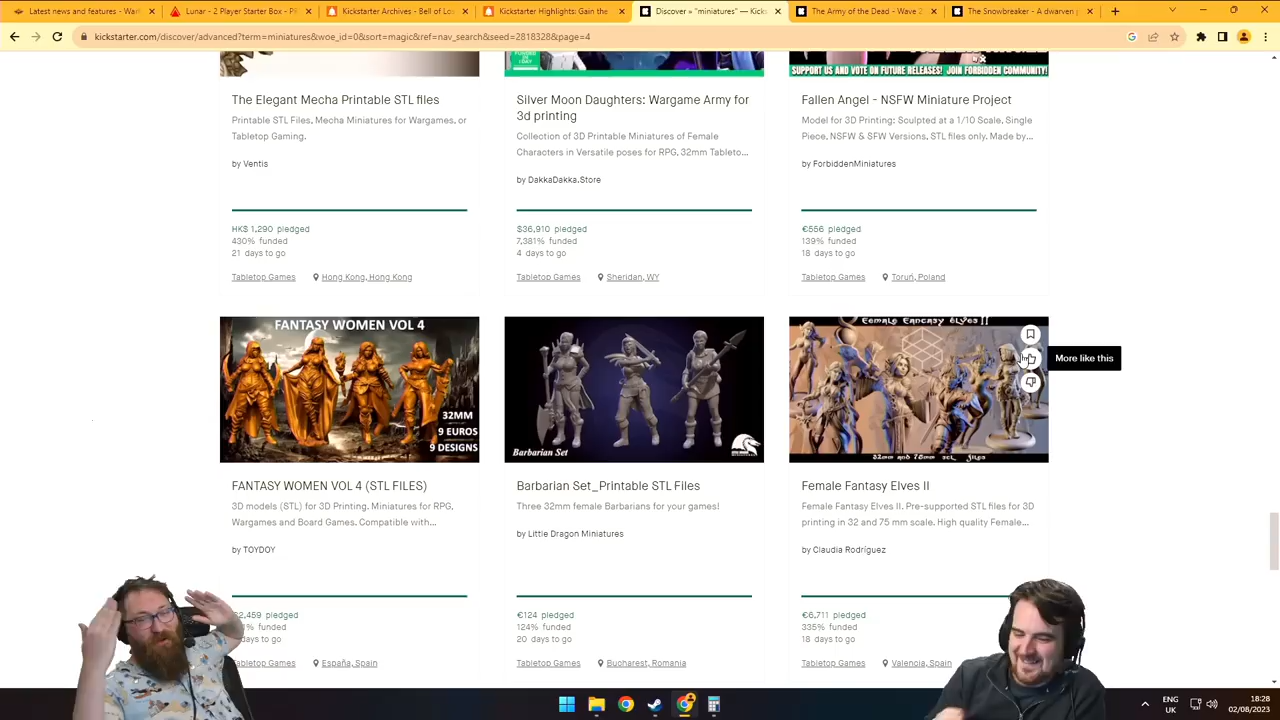 Latest news and features - War
Lunar - 2 Player Starter Box - P
Kickstarter Archives - Bell of Lo
Kickstarter Highlights: Gain the
Discover » "miniatures" — Kicks
The Army of the Dead - Wave 2
The Snowbreaker - A dwarven
kickstarter.com/discover/advanced?term=miniatures&woe_id=0&sort=magic&ref=nav_search&seed=2818328&page=4
FUNDED IN 1 DAY
SUPPORT US AND VOTE ON FUTURE RELEASES! JOIN FORBIDDEN COMMUNITY!
The Elegant Mecha Printable STL files
Printable STL Files, Mecha Miniatures for Wargames, or
Tabletop Gaming.
by Ventis
HK$ 1,290 pledged
430% funded
21 days to go
Tabletop Games Hong Kong, Hong Kong
Silver Moon Daughters: Wargame Army for
3d printing
Collection of 3D Printable Miniatures of Female
Characters in Versatile poses for RPG, 32mm Tableto...
by DakkaDakka.Store
$36,910 pledged
7,381% funded
4 days to go
Tabletop Games Sheridan, WY
Fallen Angel - NSFW Miniature Project
Model for 3D Printing: Sculpted at a 1/10 Scale, Single
Piece, NSFW & SFW Versions, STL files only. Made by...
by ForbiddenMiniatures
€556 pledged
139% funded
18 days to go
Tabletop Games Toruń, Poland
FANTASY WOMEN VOL 4
32MM
9 EUROS
9 DESIGNS
FANTASY WOMEN VOL 4 (STL FILES)
3D models (STL) for 3D Printing. Miniatures for RPG,
Wargames and Board Games. Compatible with...
by TOYDOY
2,459 pledged
funded
days to go
Tabletop Games España, Spain
Barbarian Set
Barbarian Set_Printable STL Files
Three 32mm female Barbarians for your games!
by Little Dragon Miniatures
€124 pledged
124% funded
20 days to go
Tabletop Games Bucharest, Romania
Female Fantasy Elves II
More like this
32mm and 75mm stl files
Female Fantasy Elves II
Female Fantasy Elves II. Pre-supported STL files for 3D
printing in 32 and 75 mm scale. High quality Female...
by Claudia Rodríguez
€6,711 pledged
335% funded
18 days to go
Tabletop Games Valencia, Spain
ENG
UK
18:28
02/08/2023